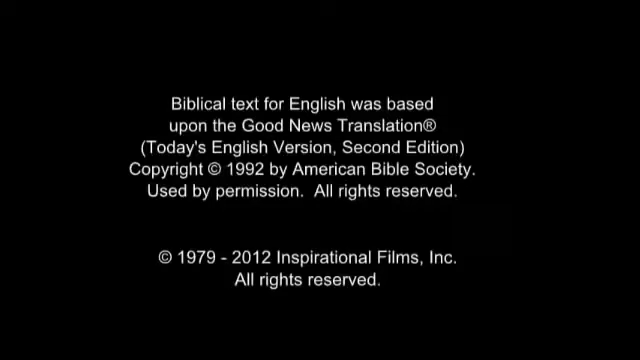 Biblical text for English was based
upon the Good News Translation®
(Today's English Version, Second Edition)
Copyright © 1992 by American Bible Society.
Used by permission.  All rights reserved.
© 1979 - 2012 Inspirational Films, Inc.
All rights reserved.